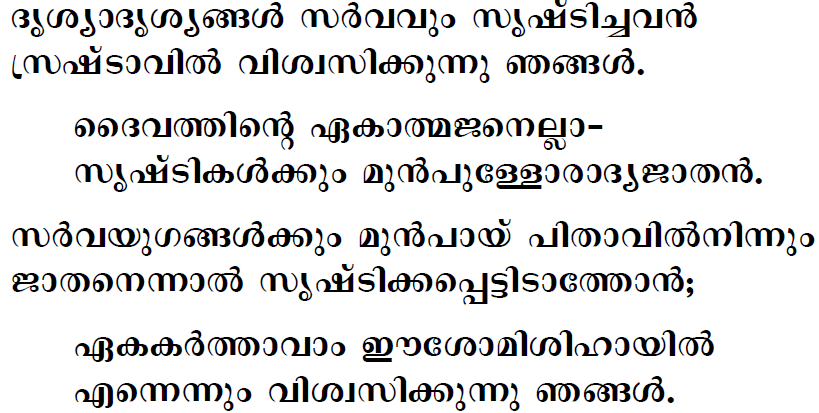 ദൃശ്യാദൃശ്യങ്ങൾ സർവവും സൃഷ്ടിച്ചവൻ
സ്രഷ്ടാവിൽ വിശ്വസിക്കുന്നു ഞങ്ങൾ.
ദൈവത്തിന്റെ ഏകാത്മജനെല്ലാ-
സൃഷ്ടികൾക്കും മുൻപുള്ളോരാദ്യജാതൻ.
സർവയുഗങ്ങൾക്കും മുൻപായ് പിതാവിൽനിന്നും
ജാതനെന്നാൽ സൃഷ്ടിക്കപ്പെട്ടിടാത്തോൻ;
ഏകകർത്താവാം ഈശോമിശിഹായിൽ
എന്നെന്നും വിശ്വസിക്കുന്നു ഞങ്ങൾ.